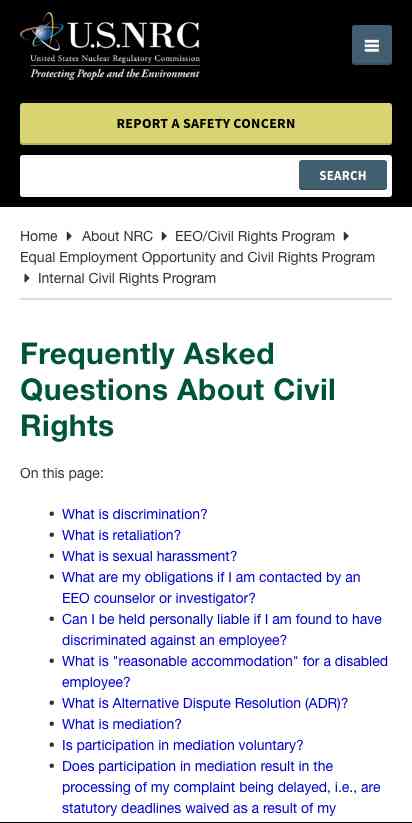 U.S.NRC
United States Nuclear Regulatory Commission
Protecting People and the Environment
REPORT A SAFETY CONCERN
SEARCH
Home About NRC EEO/Civil Rights Program
Equal Employment Opportunity and Civil Rights Program
Internal Civil Rights Program
Frequently Asked
Questions About Civil
Rights
On this page:
What is discrimination?
What is retaliation?
What is sexual harassment?
What are my obligations if I am contacted by an
EEO counselor or investigator?
Can I be held personally liable if I am found to have
discriminated against an employee?
What is "reasonable accommodation" for a disabled
employee?
What is Alternative Dispute Resolution (ADR)?
What is mediation?
Is participation in mediation voluntary?
Does participation in mediation result in the
processing of my complaint being delayed, i.e., are
statutory deadlines waived as a result of my